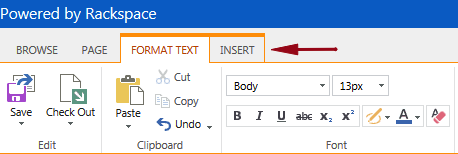 Powered by Rackspace
BROWSE PAGE FORMAT TEXT INSERT
Save Check Out Paste Cut
Copy
Undo
Body 13px
B I U abc x₂ x² A
Edit Clipboard Font